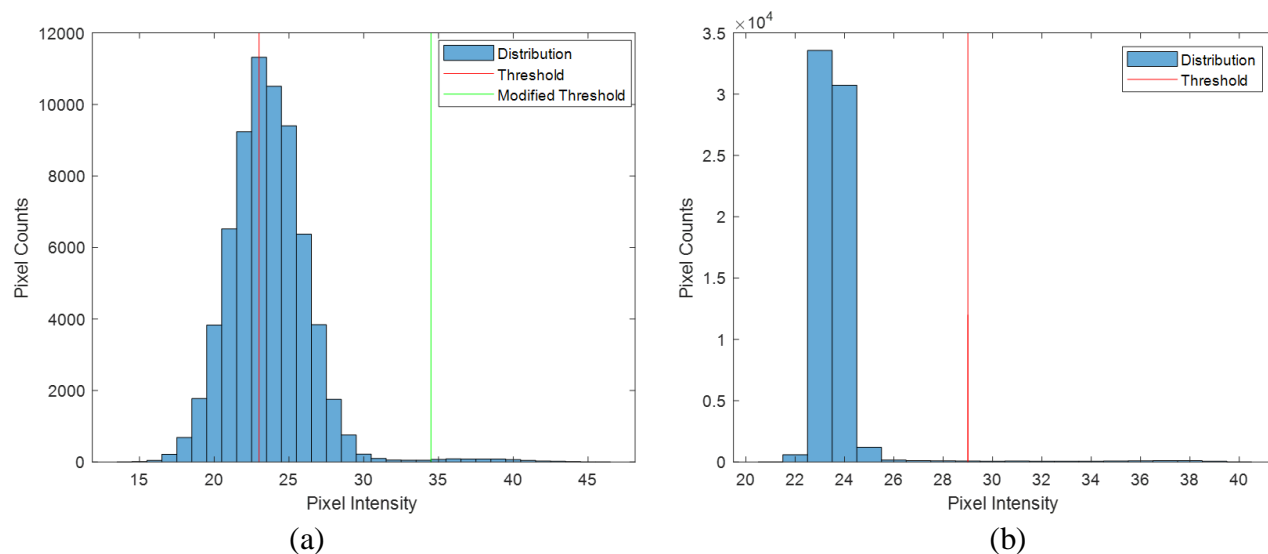 12000
10000
8000
6000
4000
2000
0
15 20 25 30 35 40 45
Pixel Counts
Pixel Intensity
Distribution
Threshold
Modified Threshold
(a)
×10⁴
3.5
3
2.5
2
1.5
1
0.5
0
20 22 24 26 28 30 32 34 36 38 40
Pixel Counts
Pixel Intensity
Distribution
Threshold
(b)